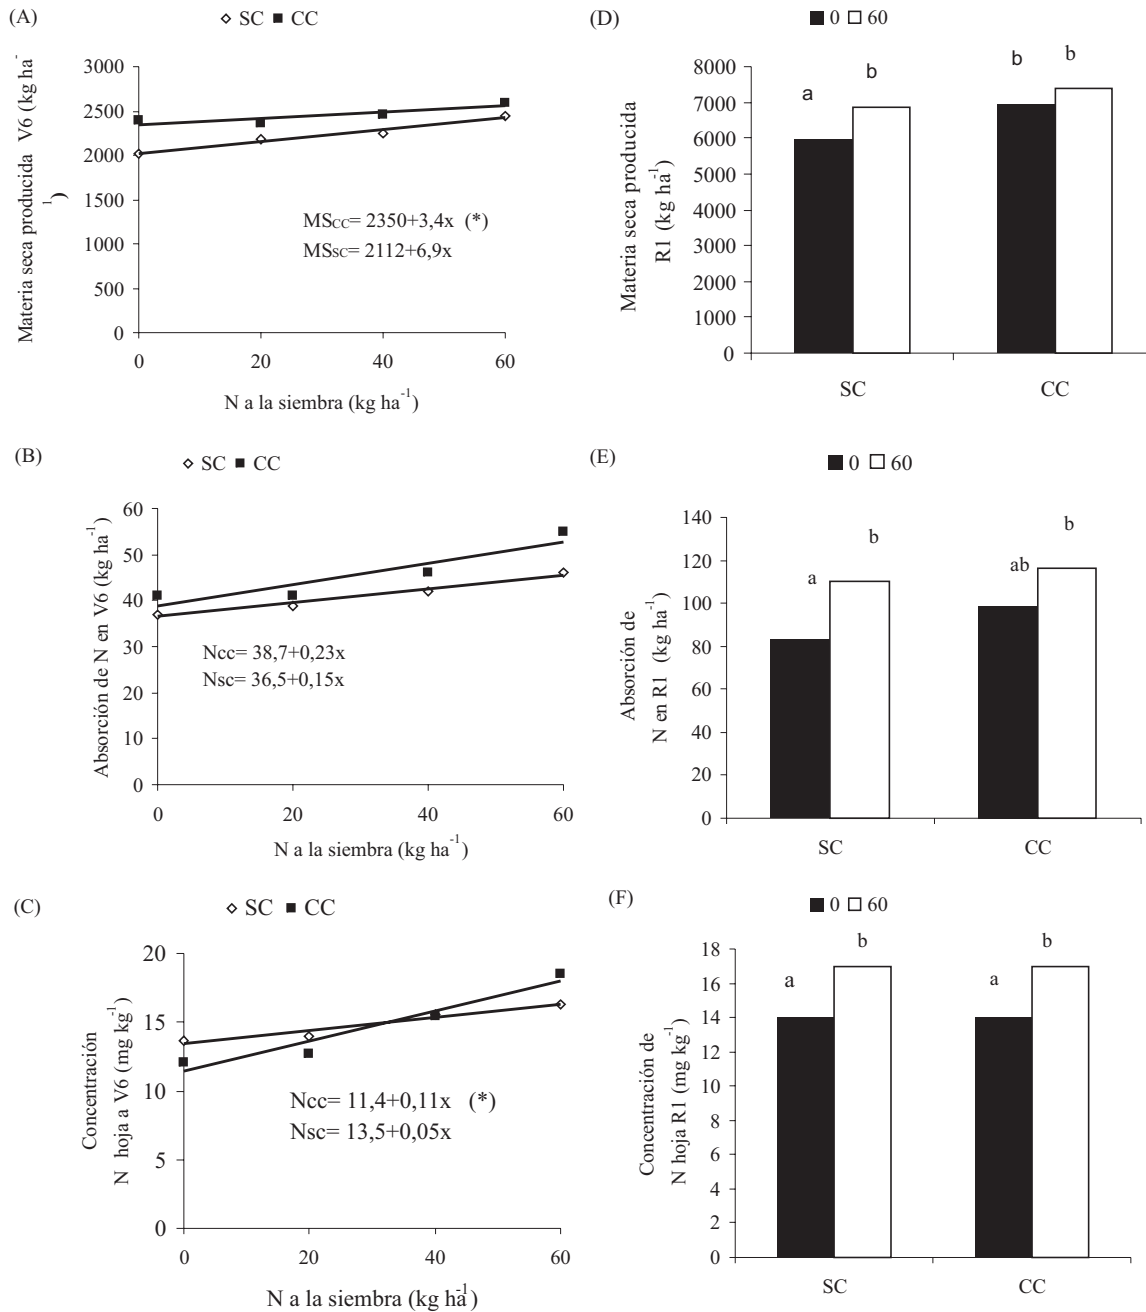 (A)
SC CC
Materia seca producida V6 (kg ha-1)
3000
2500
2000
1500
1000
500
0
MSCC= 2350+3,4x (*)
MSSC= 2112+6,9x
0 20 40 60
N a la siembra (kg ha-1)
(D)
0 60
Materia seca producida
R1 (kg ha-1)
8000
7000
6000
5000
4000
3000
2000
1000
0
a b b b
SC CC
(B)
SC CC
Absorción de N en V6 (kg ha-1)
60
50
40
30
20
10
0
Ncc= 38,7+0,23x
Nsc= 36,5+0,15x
0 20 40 60
N a la siembra (kg ha-1)
(E)
0 60
Absorción de
N en R1 (kg ha-1)
140
120
100
80
60
40
20
0
a b ab b
SC CC
(C)
SC CC
Concentración
N hoja a V6 (mg kg-1)
20
15
10
5
0
Ncc= 11,4+0,11x (*)
Nsc= 13,5+0,05x
0 20 40 60
N a la siembra (kg ha-1)
(F)
0 60
Concentración de
N hoja R1 (mg kg-1)
18
16
14
12
10
8
6
4
2
0
a b a b
SC CC